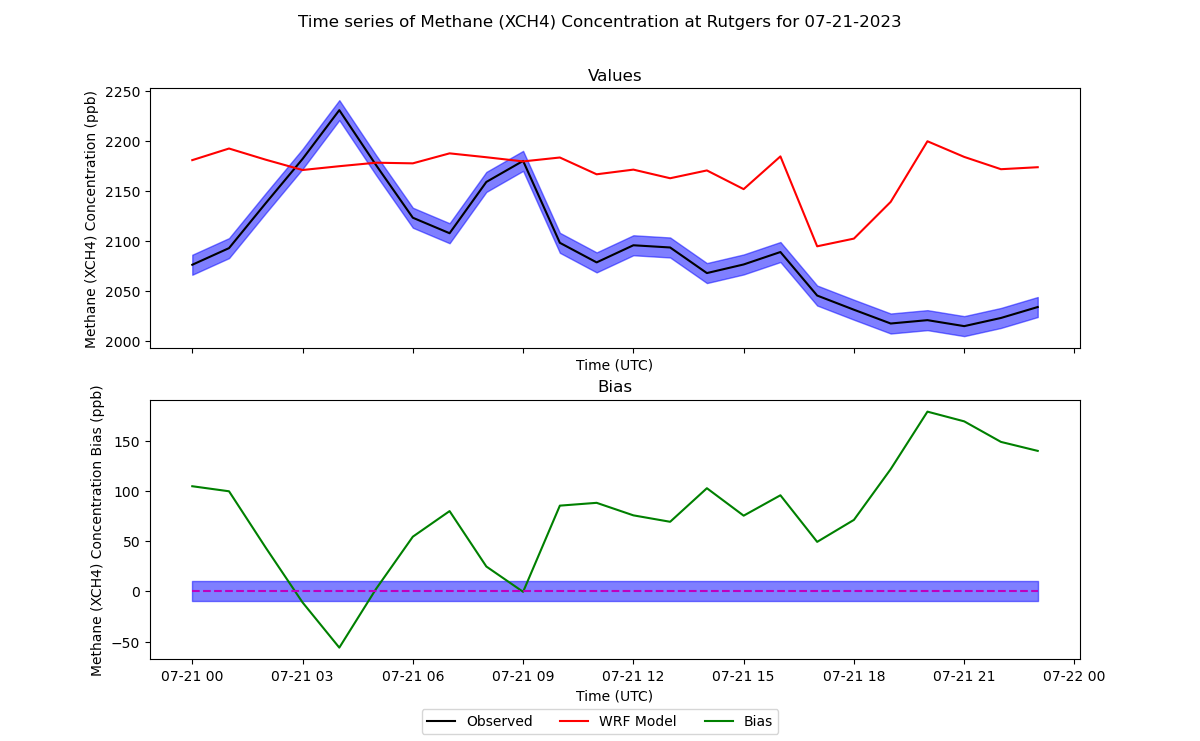 Time series of Methane (XCH4) Concentration at Rutgers for 07-21-2023
Values
Methane (XCH4) Concentration (ppb)
2250
2200
2150
2100
2050
2000
Time (UTC)
Bias
Methane (XCH4) Concentration Bias (ppb)
150
100
50
0
−50
07-21 00 07-21 03 07-21 06 07-21 09 07-21 12 07-21 15 07-21 18 07-21 21 07-22 00
Time (UTC)
Observed WRF Model Bias